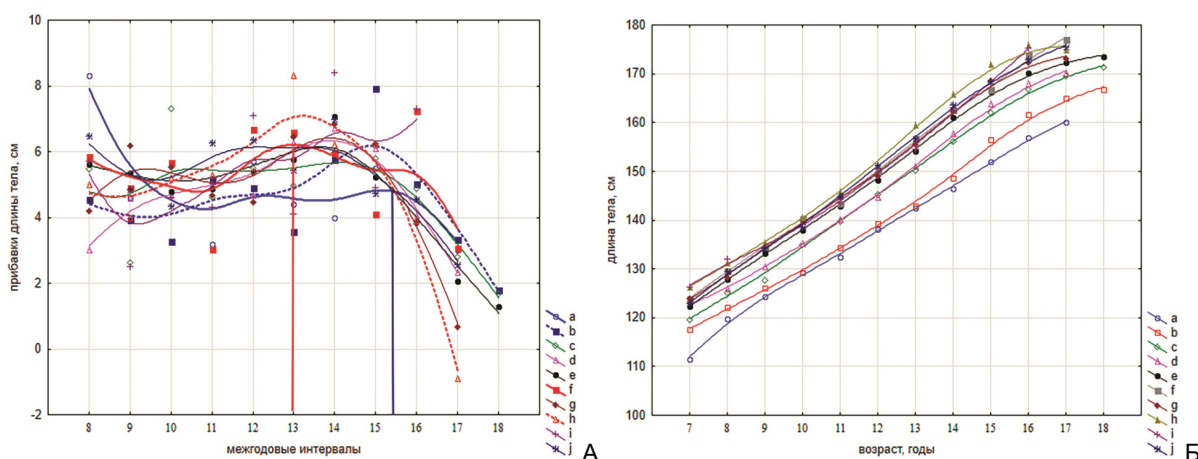 прибавки длины тела, см
10
8
6
4
2
0
-2
8 9 10 11 12 13 14 15 16 17 18
межгодовые интервалы
a
b
c
d
e
f
g
h
i
j
А
длина тела, см
180
170
160
150
140
130
120
110
100
7 8 9 10 11 12 13 14 15 16 17 18
возраст, годы
a
b
c
d
e
f
g
h
i
j
Б